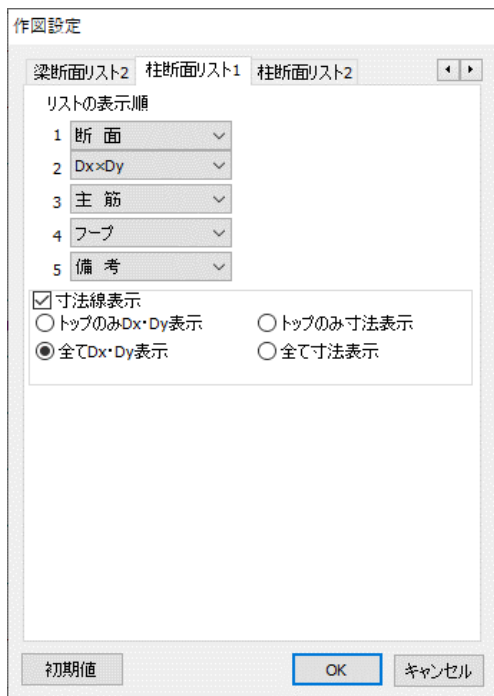 作図設定
梁断面リスト2 柱断面リスト1 柱断面リスト2
リストの表示順
1 断 面
2 Dx×Dy
3 主 筋
4 フープ
5 備 考
寸法線表示
トップのみDx・Dy表示 トップのみ寸法表示
全てDx・Dy表示 全て寸法表示
初期値 OK キャンセル